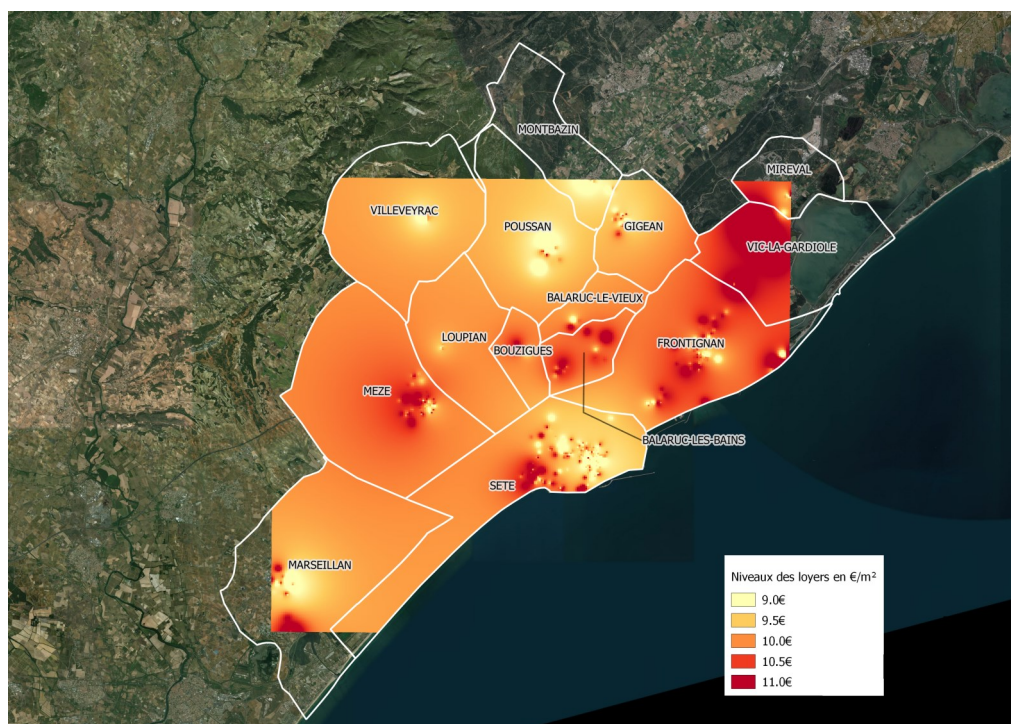 MONTBAZIN
MIREVAL
VILLEVEYRAC
POUSSAN
GIGEAN
VIC-LA-GARDIOLE
BALARUC-LE-VIEUX
LOUPIAN
BOUZIGUES
FRONTIGNAN
MEZE
BALARUC-LES-BAINS
SETE
MARSEILLAN
Niveaux des loyers en €/m²
9.0€
9.5€
10.0€
10.5€
11.0€